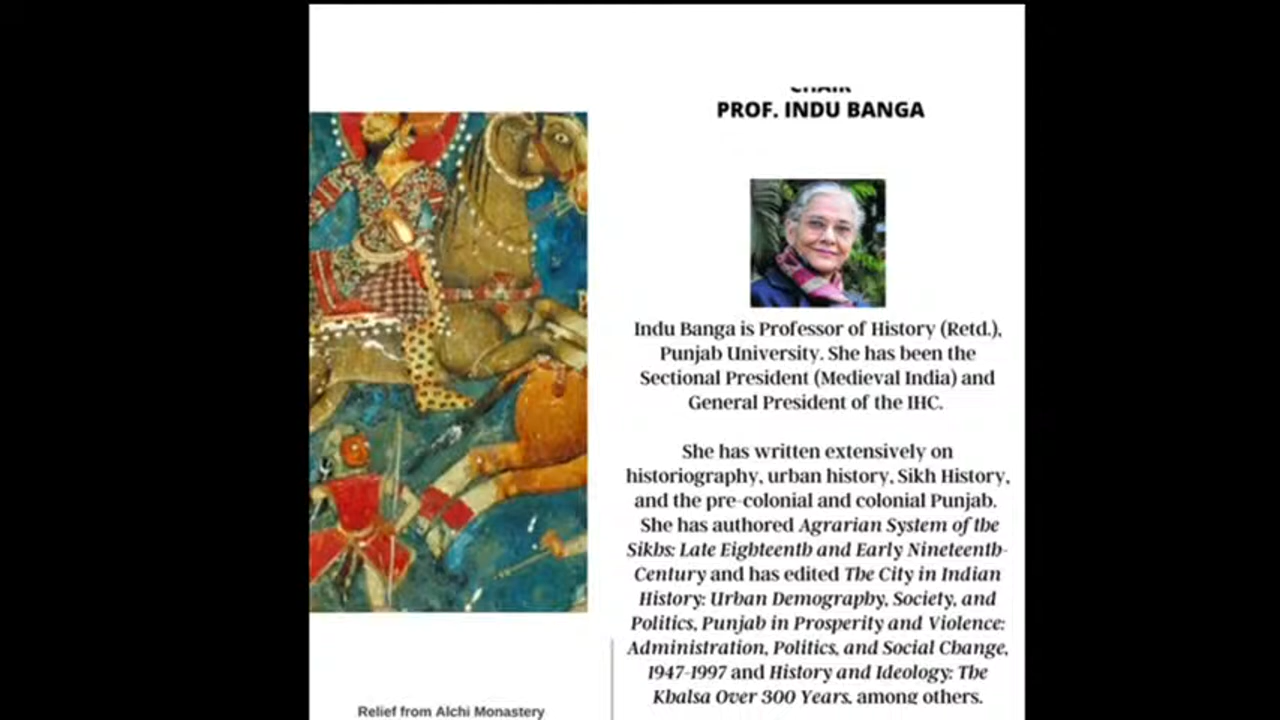 CHAIR
PROF. INDU BANGA
Indu Banga is Professor of History (Retd.),
Punjab University. She has been the
Sectional President (Medieval India) and
General President of the IHC.
She has written extensively on
historiography, urban history, Sikh History,
and the pre-colonial and colonial Punjab.
She has authored Agrarian System of the
Sikhs: Late Eighteenth and Early Nineteenth-
Century and has edited The City in Indian
History: Urban Demography, Society, and
Politics, Punjab in Prosperity and Violence:
Administration, Politics, and Social Change,
1947-1997 and History and Ideology: The
Khalsa Over 300 Years, among others.
Relief from Alchi Monastery